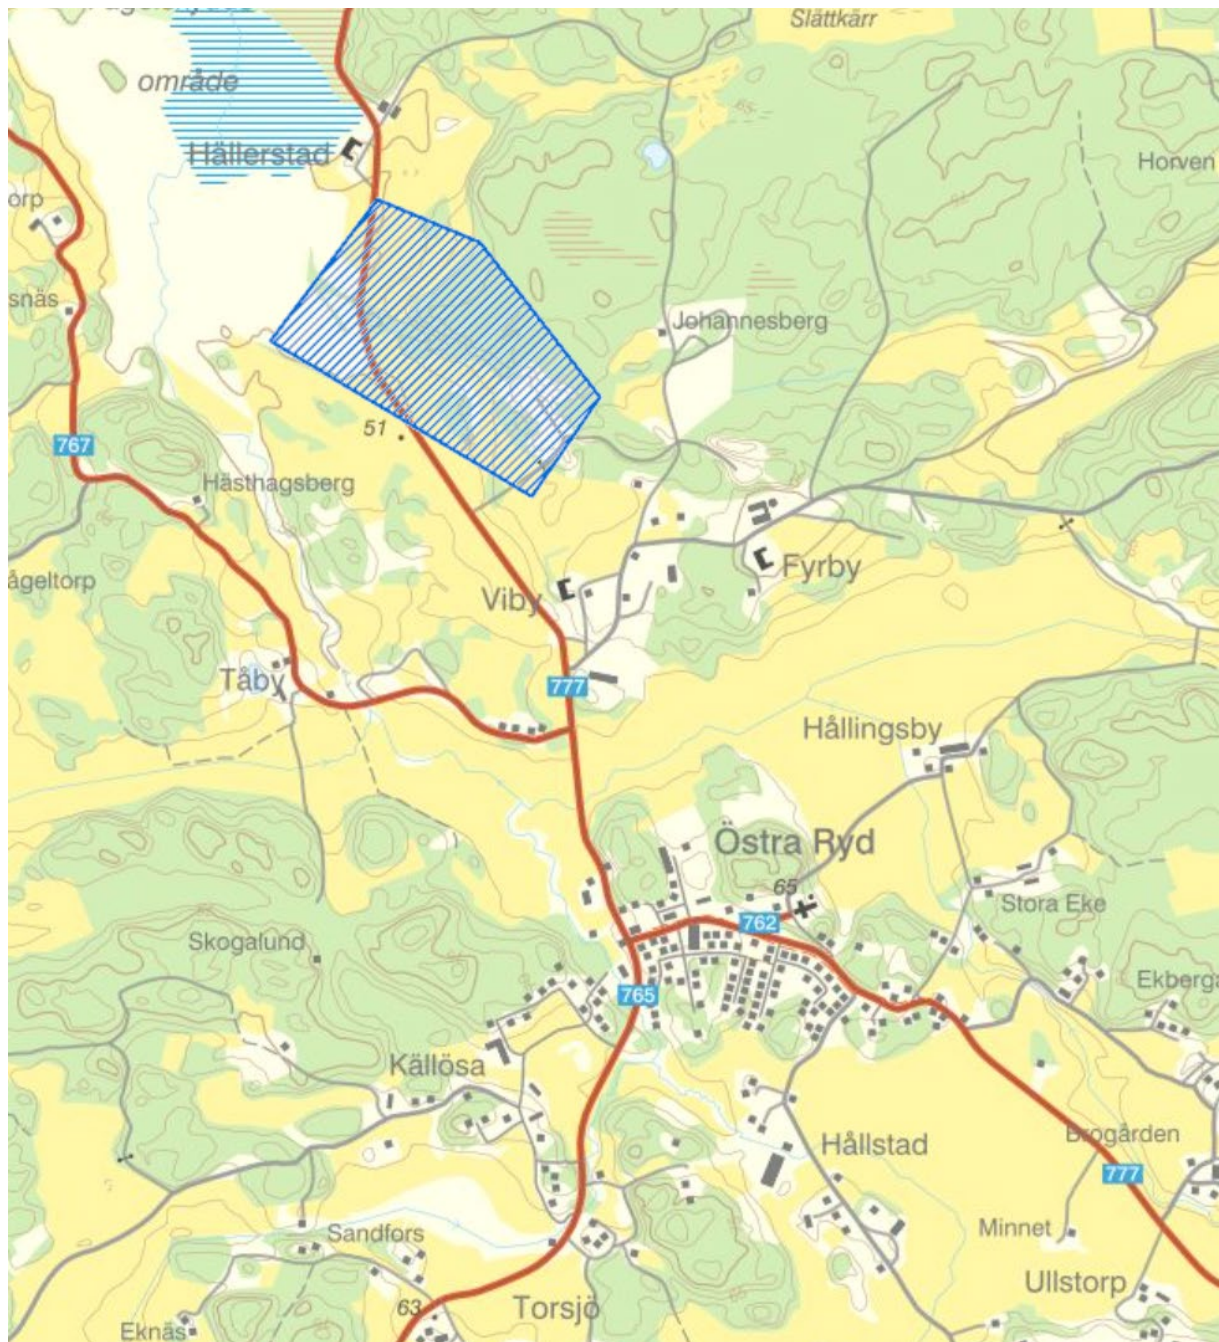 Slättkärr
område
Hällerstad
65
Horven
orp
snäs
Johannesberg
51
767
Hästhagsberg
ågeltorp
Viby
Fyrby
Tåby
777
Hållingsby
Östra Ryd
65
762
Stora Eke
Skogalund
765
Ekberga
Källösa
Hållstad
Brogården
777
Minnet
Sandfors
Ullstorp
63
Torsjö
Eknäs